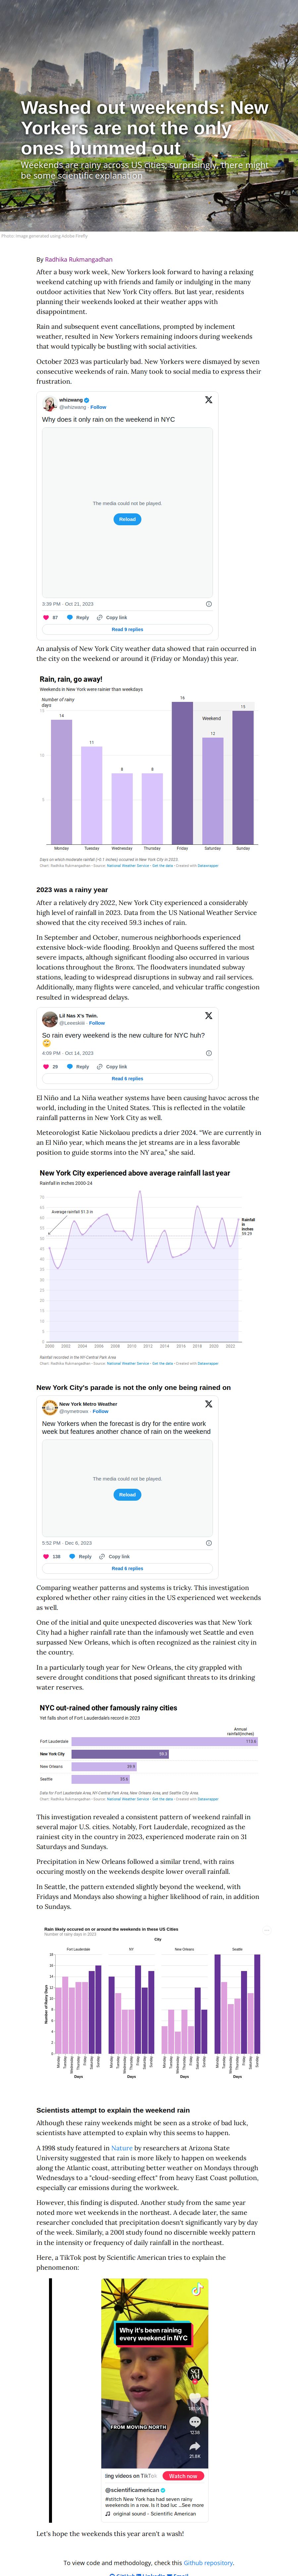 Washed out weekends: New
Yorkers are not the only
ones bummed out
Weekends are rainy across US cities, surprisingly, there might
be some scientific explanation
Photo: Image generated using Adobe Firefly
By Radhika Rukmangadhan
After a busy work week, New Yorkers look forward to having a relaxing
weekend catching up with friends and family or indulging in the many
outdoor activities that New York City offers. But last year, residents
planning their weekends looked at their weather apps with
disappointment.
Rain and subsequent event cancellations, prompted by inclement
weather, resulted in New Yorkers remaining indoors during weekends
that would typically be bustling with social activities.
October 2023 was particularly bad. New Yorkers were dismayed by seven
consecutive weekends of rain. Many took to social media to express their
frustration.
whizwang
@whizwang · Follow
Why does it only rain on the weekend in NYC
The media could not be played.
Reload
3:38 PM · Oct 21, 2023
87 Reply Copy link
Read 9 replies
An analysis of New York City weather data showed that rain occurred in
the city on the weekend or around it (Friday or Monday) this year.
Rain, rain, go away!
Weekends in New York were rainier than weekdays
Number of rainy
days
15
10
5
14
11
8
8
16
12
15
Weekend
Monday Tuesday Wednesday Thursday Friday Saturday Sunday
Days on which moderate rainfall (>0.1 inches) occurred in New York City in 2023.
Chart: Radhika Rukmangadhan • Source: National Weather Service • Get the data • Created with Datawrapper
2023 was a rainy year
After a relatively dry 2022, New York City experienced a considerably
high level of rainfall in 2023. Data from the US National Weather Service
showed that the city received 59.3 inches of rain.
In September and October, numerous neighborhoods experienced
extensive block-wide flooding. Brooklyn and Queens suffered the most
severe impacts, although significant flooding also occurred in various
locations throughout the Bronx. The floodwaters inundated subway
stations, leading to widespread disruptions in subway and rail services.
Additionally, many flights were canceled, and vehicular traffic conditions
resulted in widespread delays.
Lil Nas X's Twin.
· Follow
So rain every weekend is the new culture for NYC huh?
4:09 PM · Oct 14, 2023
29 Reply Copy link
Read 6 replies
El Niño and La Niña weather systems have been causing havoc across the
world, including in the United States. This is reflected in the volatile
rainfall patterns in New York City as well.
Meteorologist Katie Nickolaou predicts a drier 2024. "We are currently in
an El Niño year, which means the jet streams are in a less favorable
position to guide storms into the NY area," she said.
New York City experienced above average rainfall last year
Rainfall in inches 2000-24
70
65
60
55
50
45
40
35
30
25
20
15
10
5
0
Average rainfall 51.3 in
Rainfall
in
inches
59.29
2000 2002 2004 2006 2008 2010 2012 2014 2016 2018 2020 2022
Rainfall recorded in the NY-Central Park Area
Chart: Radhika Rukmangadhan • Source: National Weather Service • Get the data • Created with Datawrapper
New York City's parade is not the only one being rained on
New York Metro Weather
@nymetrowx · Follow
New Yorkers when the forecast is dry for the entire work
week but features another chance of rain on the weekend
The media could not be played.
Reload
5:52 PM · Dec 6, 2023
138 Reply Copy link
Read 6 replies
Comparing weather patterns and systems is tricky. This investigation
explored whether other rainy cities in the US experienced wet weekends
as well.
One of the initial and quite unexpected discoveries was that New York
City had a higher rainfall rate than the infamously wet Seattle and even
surpassed New Orleans, which is often recognized as the rainiest city in
the country.
In a particularly tough year for New Orleans, the city grappled with
severe drought conditions that posed significant threats to its drinking
water reserves.
NYC out-rained other famously rainy cities
Yet falls short of Fort Lauderdale's record in 2023
Annual
rainfall(inches)
Fort Lauderdale
New York City 59.3
New Orleans 39.9
Seattle
Data for Fort Lauderdale Area, NY-Central Park Area, New Orleans Area, and Seattle City Area.
Chart: Radhika Rukmangadhan • Source: National Weather Service • Get the data • Created with Datawrapper
This investigation revealed a consistent pattern of weekend rainfall in
several major U.S. cities. Notably, Fort Lauderdale, recognized as the
rainiest city in the country in 2023, experienced moderate rain on 31
Saturdays and Sundays.
Precipitation in New Orleans followed a similar trend, with rains
occuring mostly on the weekends despite lower overall rainfall.
In Seattle, the pattern extended slightly beyond the weekend, with
Fridays and Mondays also showing a higher likelihood of rain, in addition
to Sundays.
Rain likely occured on or around the weekends in these US Cities
Number of rainy days in 2023
City
Fort Lauderdale NY New Orleans Seattle
Number of Rainy Days
18
16
14
12
10
8
6
4
2
0
Monday Tuesday Wednesday Thursday Friday Saturday Sunday
Monday Tuesday Wednesday Thursday Friday Saturday Sunday
Monday Tuesday Wednesday Thursday Friday Saturday Sunday
Monday Tuesday Wednesday Thursday Friday Saturday Sunday
Days Days Days Days
Scientists attempt to explain the weekend rain
Although these rainy weekends might be seen as a stroke of bad luck,
scientists have attempted to explain why this seems to happen.
A 1998 study featured in Nature by researchers at Arizona State
University suggested that rain is more likely to happen on weekends
along the Atlantic coast, attributing better weather on Mondays through
Wednesdays to a "cloud-seeding effect" from heavy East Coast pollution,
especially car emissions during the workweek.
However, this finding is disputed. Another study from the same year
noted more wet weekends in the northeast. A decade later, the same
researcher concluded that precipitation doesn't significantly vary by day
of the week. Similarly, a 2001 study found no discernible weekly pattern
in the intensity or frequency of daily rainfall in the northeast.
Here, a TikTok post by Scientific American tries to explain the
phenomenon:
Why it's been raining
every weekend in NYC
SCI
AM
FROM MOVING NORTH
1258
21.8K
ting videos on TikTok Watch now
@scientificamerican
#stitch New York has had seven rainy
weekends in a row. Is it bad luc ...See more
original sound - Scientific American
Let's hope the weekends this year aren't a wash!
To view code and methodology, check this Github repository.